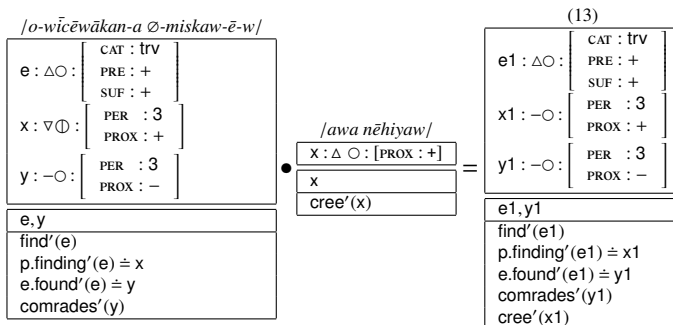 /o-wīcēwākan-a ∅-miskaw-ē-w/
e : △○ : [ CAT : trv
PRE : +
SUF : + ]
x : ▽⦶ : [ PER : 3
PROX : + ]
y : −○ : [ PER : 3
PROX : − ]
e,y
find′(e)
p.finding′(e) ≐ x
e.found′(e) ≐ y
comrades′(y)
●
/awa nēhiyaw/
x : △ ○ : [PROX : +]
x
cree′(x)
=
(13)
e1 : △○ : [ CAT : trv
PRE : +
SUF : + ]
x1 : −○ : [ PER : 3
PROX : + ]
y1 : −○ : [ PER : 3
PROX : − ]
e1,y1
find′(e1)
p.finding′(e1) ≐ x1
e.found′(e1) ≐ y1
comrades′(y1)
cree′(x1)